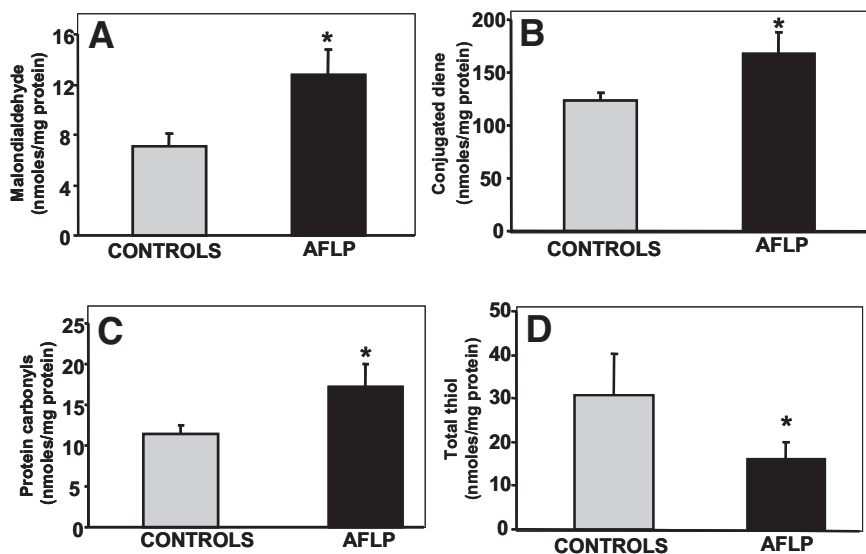 A
Malondialdehyde
(nmoles/mg protein)
16
12
8
4
0
*
CONTROLS
AFLP
B
Conjugated diene
(nmoles/mg protein)
200
150
100
50
0
*
CONTROLS
AFLP
C
Protein carbonyls
(nmoles/mg protein)
25
20
15
10
5
0
*
CONTROLS
AFLP
D
Total thiol
(nmoles/mg protein)
50
40
30
20
10
0
*
CONTROLS
AFLP